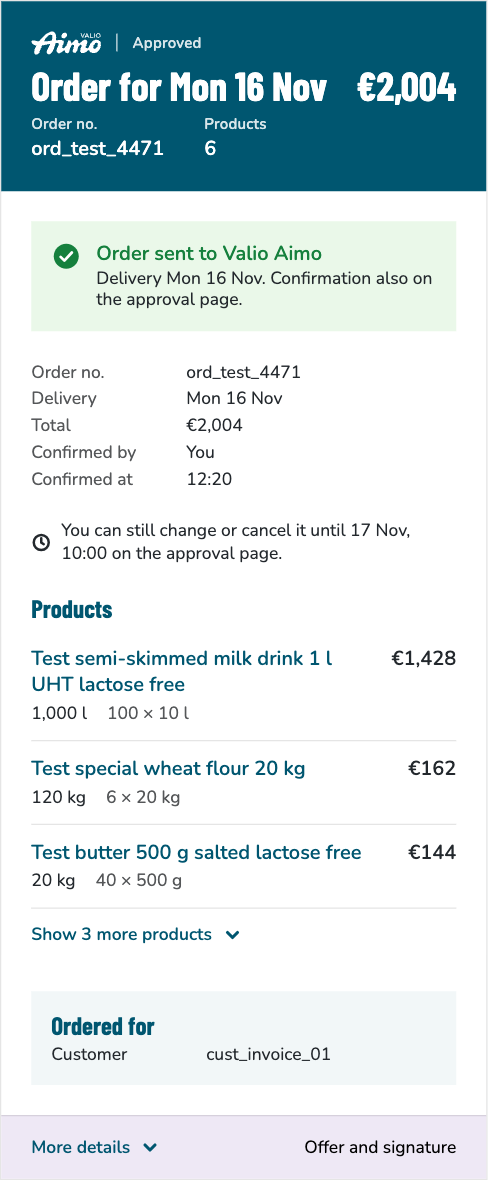 Aimo VALIO | Approved
Order for Mon 16 Nov €2,004
Order no. Products
ord_test_4471 6
Order sent to Valio Aimo
Delivery Mon 16 Nov. Confirmation also on
the approval page.
Order no. ord_test_4471
Delivery Mon 16 Nov
Total €2,004
Confirmed by You
Confirmed at 12:20
You can still change or cancel it until 17 Nov,
10:00 on the approval page.
Products
Test semi-skimmed milk drink 1 l €1,428
UHT lactose free
1,000 l 100 × 10 l
Test special wheat flour 20 kg €162
120 kg 6 × 20 kg
Test butter 500 g salted lactose free €144
20 kg 40 × 500 g
Show 3 more products
Ordered for
Customer cust_invoice_01
More details Offer and signature